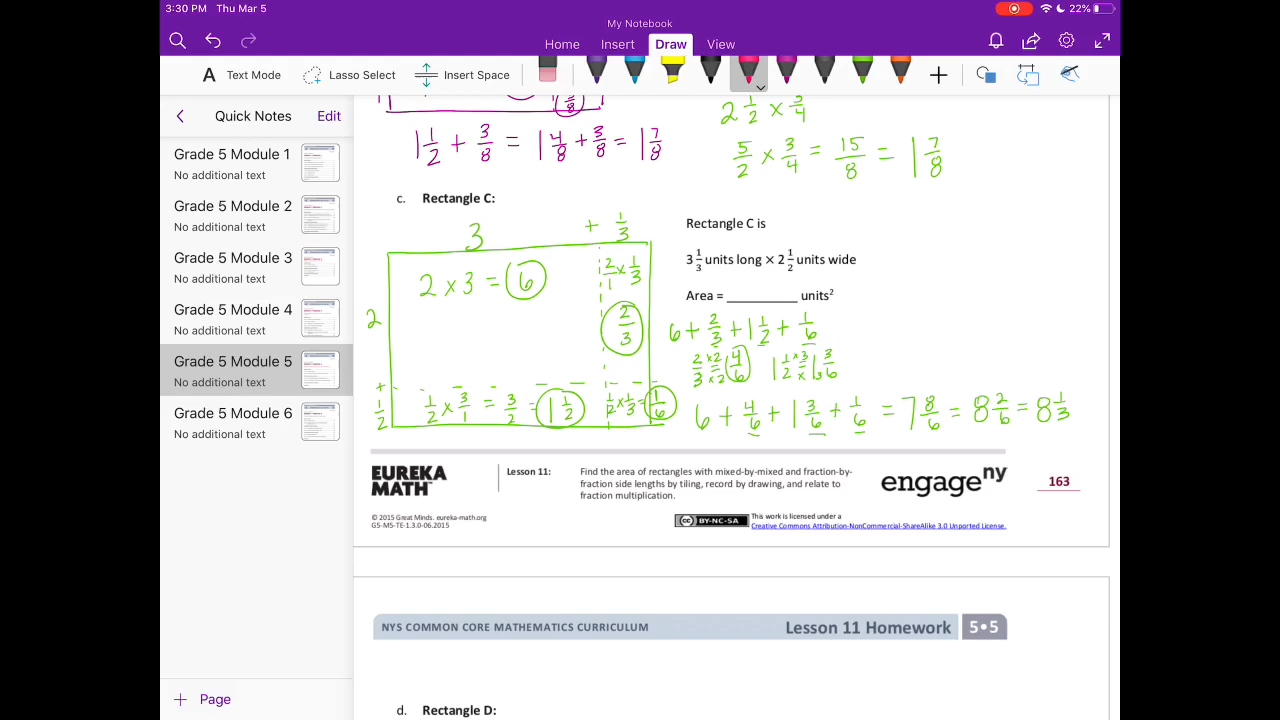 3:30 PM Thu Mar 5
22%
My Notebook
Home Insert Draw View
A Text Mode Lasso Select Insert Space
Quick Notes Edit
Grade 5 Module 1
No additional text
Grade 5 Module 2
No additional text
Grade 5 Module 3
No additional text
Grade 5 Module 4
No additional text
Grade 5 Module 5
No additional text
Grade 5 Module 6
No additional text
+ Page
1 1/2 + 3/8 = 1 4/8 + 3/8 = 1 7/8
2 1/2 x 3/4
5/2 x 3/4 = 15/8 = 1 7/8
c. Rectangle C:
3 + 1/3
2 x 3 = 6
2/1 x 1/3
2/3
2
+
1/2
1/2 x 3/1 = 3/2 = 1 1/2
1/2 x 1/3 = 1/6
Rectangle C is
3 1/3 units long × 2 1/2 units wide
Area = __________ units²
6 + 2/3 + 1 1/2 + 1/6
2/3 x2/x2 4/6 1 1/2 x3/x3 1 3/6
6 + 4/6 + 1 3/6 + 1/6 = 7 8/6 = 8 2/6 = 8 1/3
EUREKA MATH™
Lesson 11: Find the area of rectangles with mixed-by-mixed and fraction-by-
fraction side lengths by tiling, record by drawing, and relate to
fraction multiplication.
engageny
163
© 2015 Great Minds. eureka-math.org
G5-M5-TE-1.3.0-06.2015
CC BY-NC-SA
This work is licensed under a
Creative Commons Attribution-NonCommercial-ShareAlike 3.0 Unported License.
NYS COMMON CORE MATHEMATICS CURRICULUM Lesson 11 Homework 5•5
d. Rectangle D: